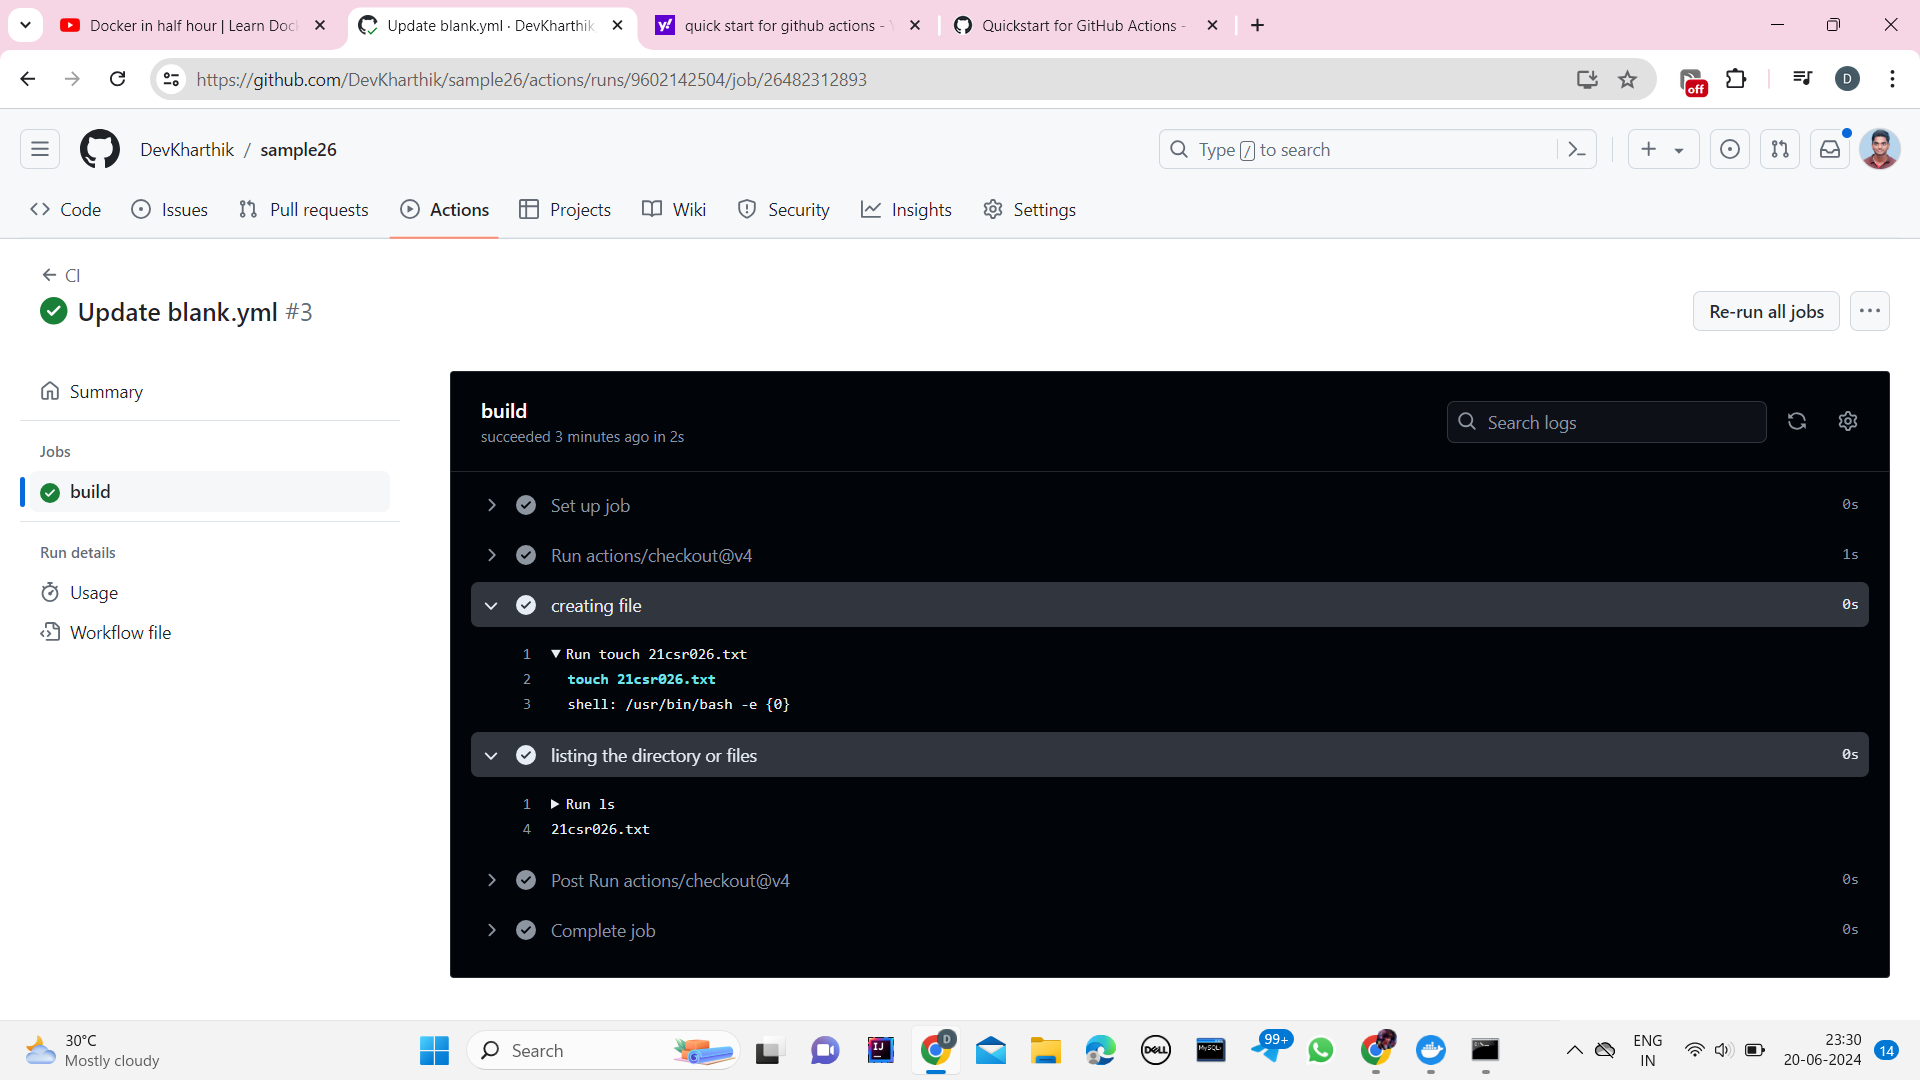 Docker in half hour | Learn Doc
Update blank.yml · DevKharthik
quick start for github actions -
Quickstart for GitHub Actions -
https://github.com/DevKharthik/sample26/actions/runs/9602142504/job/26482312893
off
D
DevKharthik / sample26
Type / to search
Code
Issues
Pull requests
Actions
Projects
Wiki
Security
Insights
Settings
CI
Update blank.yml #3
Re-run all jobs
Summary
Jobs
build
Run details
Usage
Workflow file
build
succeeded 3 minutes ago in 2s
Search logs
Set up job 0s
Run actions/checkout@v4 1s
creating file 0s
1 Run touch 21csr026.txt
2 touch 21csr026.txt
3 shell: /usr/bin/bash -e {0}
listing the directory or files 0s
1 Run ls
4 21csr026.txt
Post Run actions/checkout@v4 0s
Complete job 0s
30°C
Mostly cloudy
Search
IJ
D
DELL
MySQL
99+
ENG
IN
23:30
20-06-2024
14